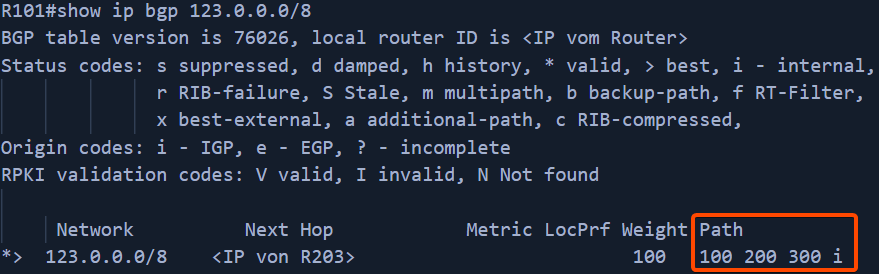 R101#show ip bgp 123.0.0.0/8
BGP table version is 76026, local router ID is <IP vom Router>
Status codes: s suppressed, d damped, h history, * valid, > best, i - internal,
r RIB-failure, S Stale, m multipath, b backup-path, f RT-Filter,
x best-external, a additional-path, c RIB-compressed,
Origin codes: i - IGP, e - EGP, ? - incomplete
RPKI validation codes: V valid, I invalid, N Not found
Network Next Hop Metric LocPrf Weight Path
*> 123.0.0.0/8 <IP von R203> 100 100 200 300 i